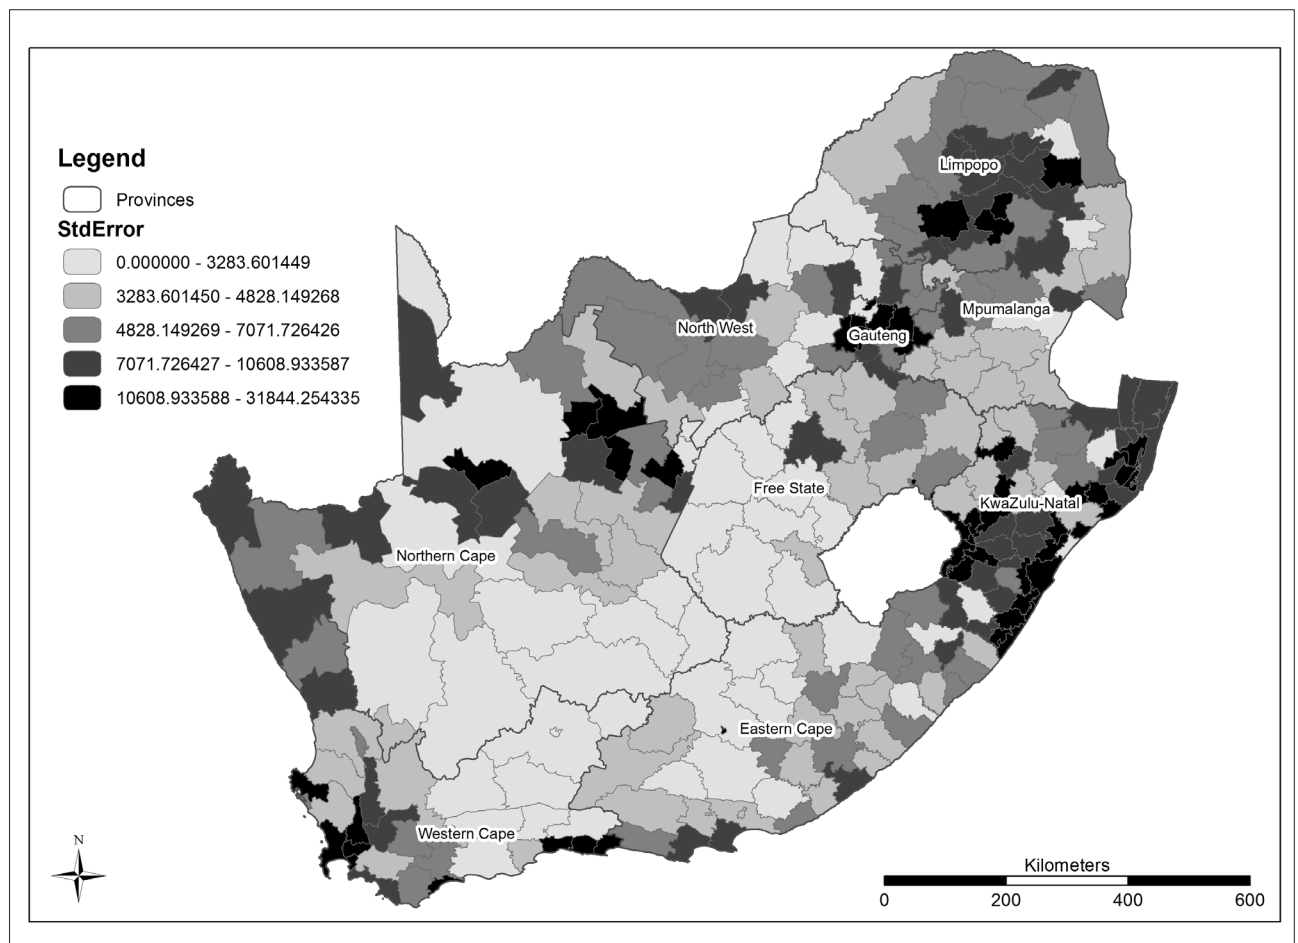 Legend
Provinces
StdError
0.000000 - 3283.601449
3283.601450 - 4828.149268
4828.149269 - 7071.726426
7071.726427 - 10608.933587
10608.933588 - 31844.254335
Limpopo
Mpumalanga
North West
Gauteng
Free State
KwaZulu-Natal
Northern Cape
Eastern Cape
Western Cape
N
Kilometers
0 200 400 600